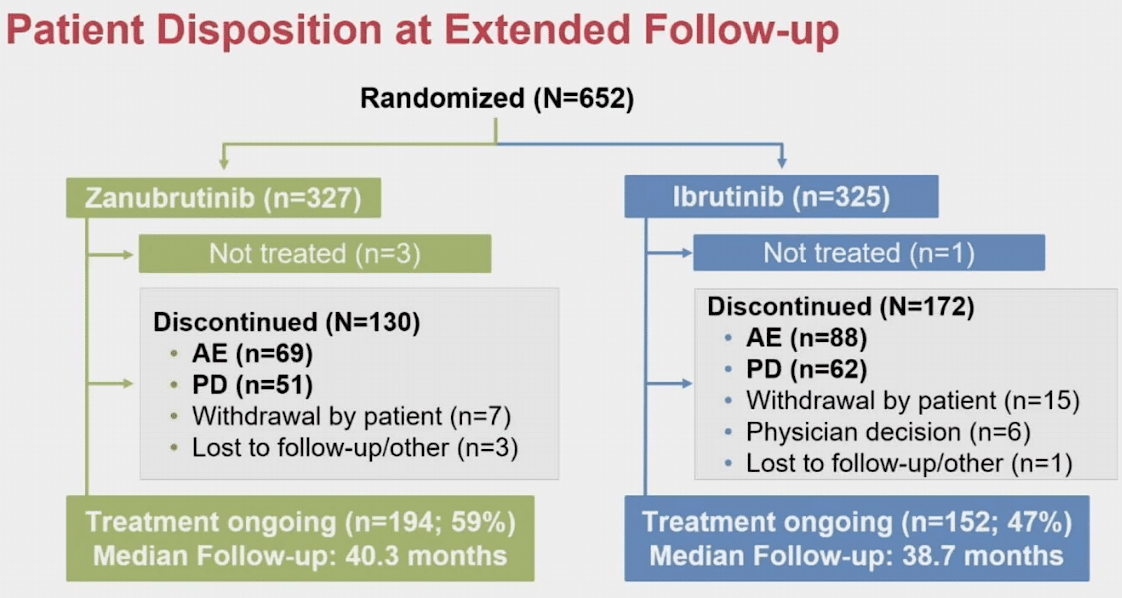 Patient Disposition at Extended Follow-up
Randomized (N=652)
Zanubrutinib (n=327)
Not treated (n=3)
Discontinued (N=130)
• AE (n=69)
• PD (n=51)
• Withdrawal by patient (n=7)
• Lost to follow-up/other (n=3)
Treatment ongoing (n=194; 59%)
Median Follow-up: 40.3 months
Ibrutinib (n=325)
Not treated (n=1)
Discontinued (N=172)
• AE (n=88)
• PD (n=62)
• Withdrawal by patient (n=15)
• Physician decision (n=6)
• Lost to follow-up/other (n=1)
Treatment ongoing (n=152; 47%)
Median Follow-up: 38.7 months